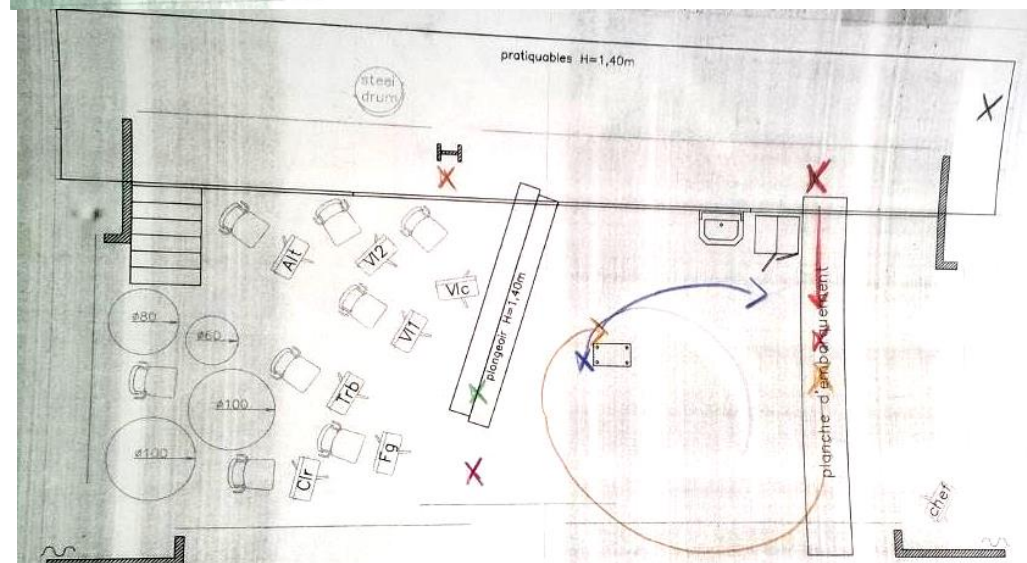 pratiquables H=1,40m
steel
drum
Alt
Vl2
Vlc
Vl1
plongeoir H=1,40m
planche d'embarquement
ø80
ø60
ø100
ø100
Trb
Fg
Clr
chef